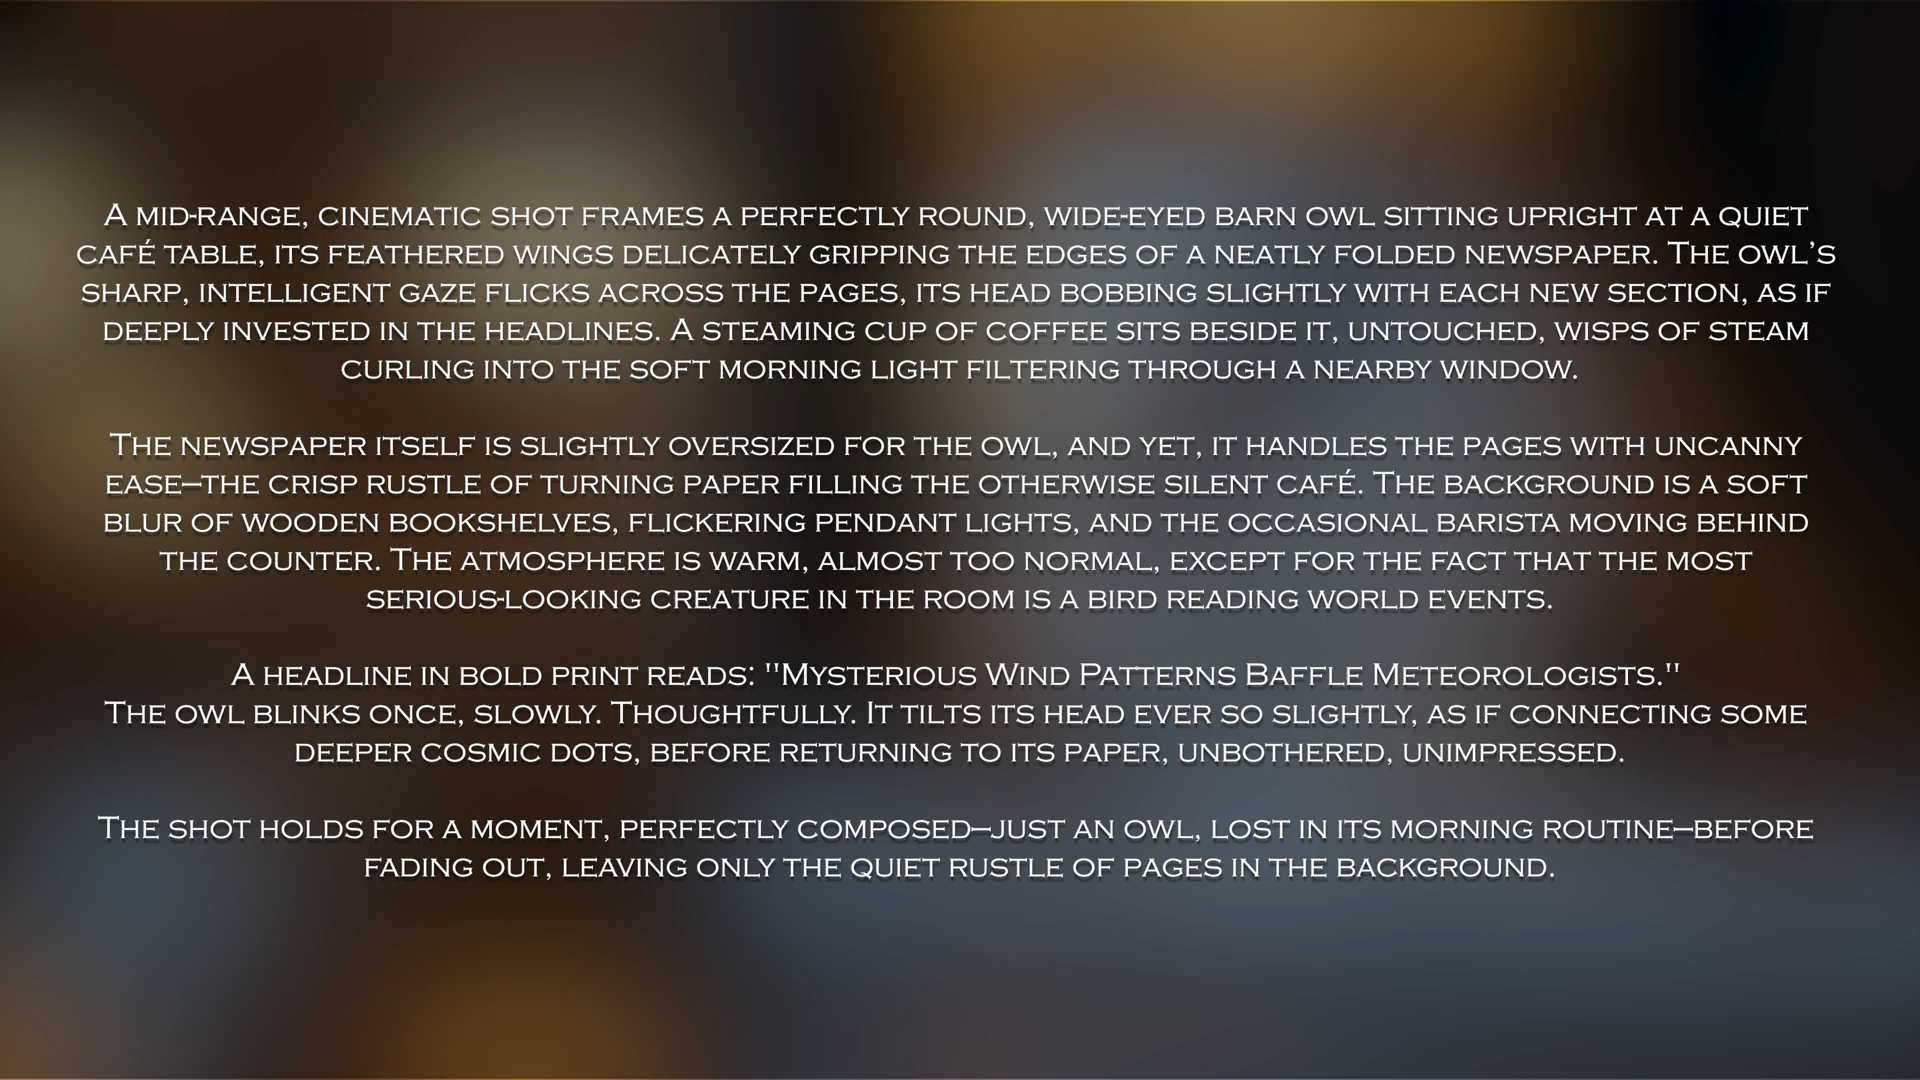 A mid-range, cinematic shot frames a perfectly round, wide-eyed barn owl sitting upright at a quiet
café table, its feathered wings delicately gripping the edges of a neatly folded newspaper. The owl's
sharp, intelligent gaze flicks across the pages, its head bobbing slightly with each new section, as if
deeply invested in the headlines. A steaming cup of coffee sits beside it, untouched, wisps of steam
curling into the soft morning light filtering through a nearby window.
The newspaper itself is slightly oversized for the owl, and yet, it handles the pages with uncanny
ease—the crisp rustle of turning paper filling the otherwise silent café. The background is a soft
blur of wooden bookshelves, flickering pendant lights, and the occasional barista moving behind
the counter. The atmosphere is warm, almost too normal, except for the fact that the most
serious-looking creature in the room is a bird reading world events.
A headline in bold print reads: "Mysterious Wind Patterns Baffle Meteorologists."
The owl blinks once, slowly. Thoughtfully. It tilts its head ever so slightly, as if connecting some
deeper cosmic dots, before returning to its paper, unbothered, unimpressed.
The shot holds for a moment, perfectly composed—just an owl, lost in its morning routine—before
fading out, leaving only the quiet rustle of pages in the background.